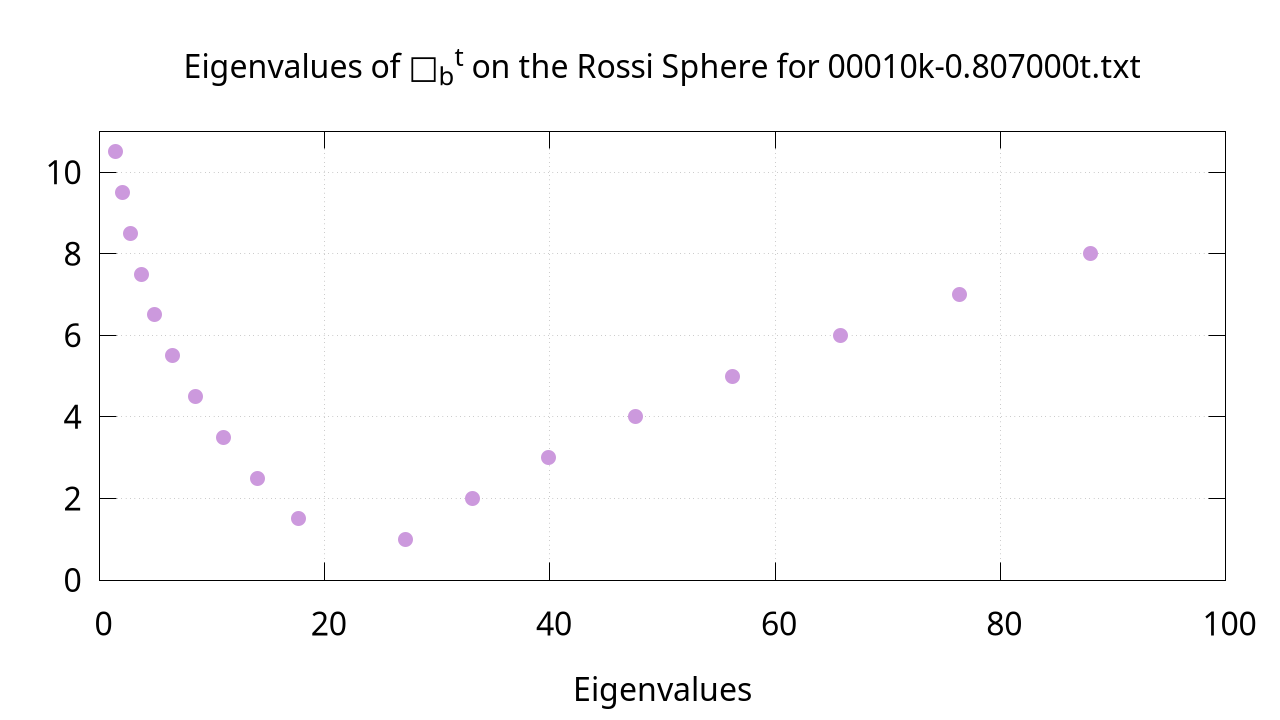 Eigenvalues of □_b^t on the Rossi Sphere for 00010k-0.807000t.txt
10
8
6
4
2
0
0 20 40 60 80 100
Eigenvalues